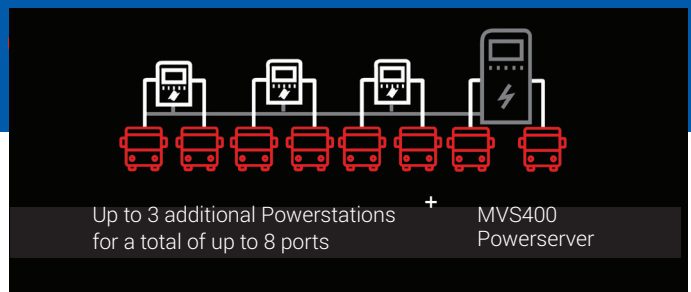 Up to 3 additional Powerstations
for a total of up to 8 ports
+
MVS400
Powerserver